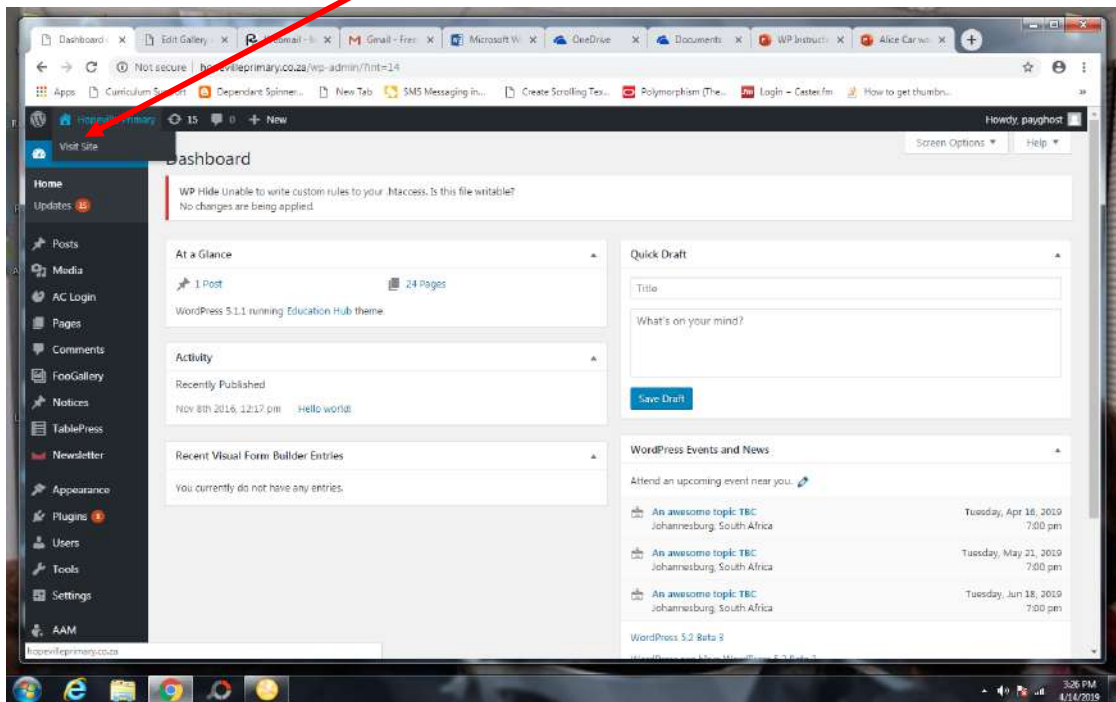 Dashboard
Edit Gallery
Gmail - Free
Microsoft W
OneDrive
Documents
WP Instructi
Alice Car wa
Not secure | hopevilleprimary.co.za/wp-admin/?int=14
Apps
Curriculum Support
Dependant Spinner...
New Tab
SMS Messaging in...
Create Scrolling Tex...
Polymorphism (The...
Login – Caster.fm
How to get thumbn...
15
0
+ New
Howdy, payghost
Visit Site
Screen Options
Help
Dashboard
Home
Updates 15
Posts
Media
AC Login
Pages
Comments
FooGallery
Notices
TablePress
Newsletter
Appearance
Plugins
Users
Tools
Settings
AAM
WP Hide Unable to write custom rules to your .htaccess. Is this file writable?
No changes are being applied.
At a Glance
1 Post
24 Pages
WordPress 5.1.1 running Education Hub theme.
Activity
Recently Published
Nov 8th 2016, 12:17 pm Hello world!
Recent Visual Form Builder Entries
You currently do not have any entries.
Quick Draft
Title
What's on your mind?
Save Draft
WordPress Events and News
Attend an upcoming event near you.
An awesome topic TBC
Johannesburg, South Africa
Tuesday, Apr 16, 2019
7:00 pm
An awesome topic TBC
Johannesburg, South Africa
Tuesday, May 21, 2019
7:00 pm
An awesome topic TBC
Johannesburg, South Africa
Tuesday, Jun 18, 2019
7:00 pm
WordPress 5.2 Beta 3
hopevilleprimary.co.za
3:26 PM
4/14/2019